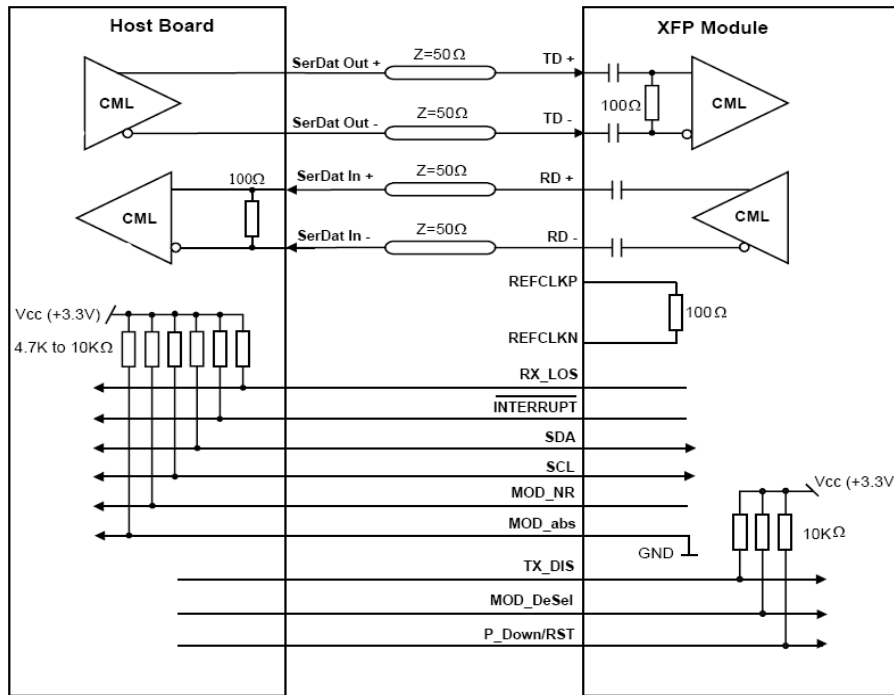 Host Board
XFP Module
SerDat Out +
Z=50Ω
TD +
CML
100Ω
CML
SerDat Out -
Z=50Ω
TD -
100Ω
SerDat In +
Z=50Ω
RD +
CML
CML
SerDat In -
Z=50Ω
RD -
REFCLKP
100Ω
REFCLKN
Vcc (+3.3V)
4.7K to 10KΩ
RX_LOS
INTERRUPT
SDA
SCL
MOD_NR
MOD_abs
GND
Vcc (+3.3V
10KΩ
TX_DIS
MOD_DeSel
P_Down/RST